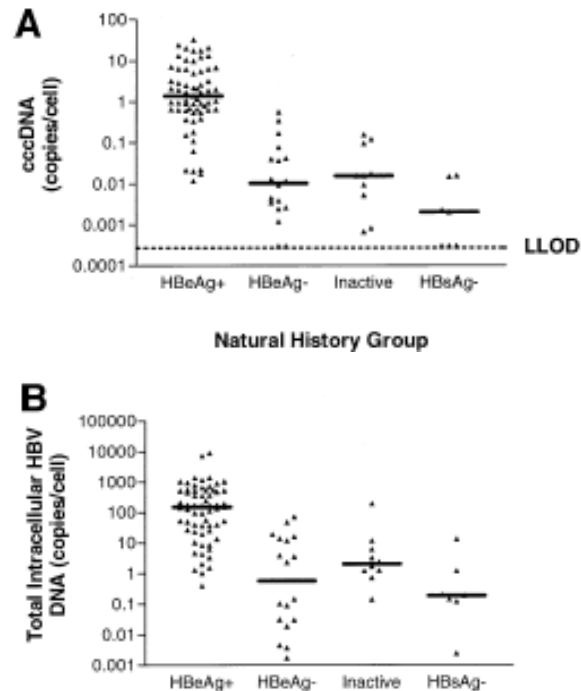 A
cccDNA
(copies/cell)
100
10
1
0.1
0.01
0.001
0.0001
LLOD
HBeAg+ HBeAg- Inactive HBsAg-
Natural History Group
B
Total Intracellular HBV
DNA (copies/cell)
100000
10000
1000
100
10
1
0.1
0.01
0.001
HBeAg+ HBeAg- Inactive HBsAg-